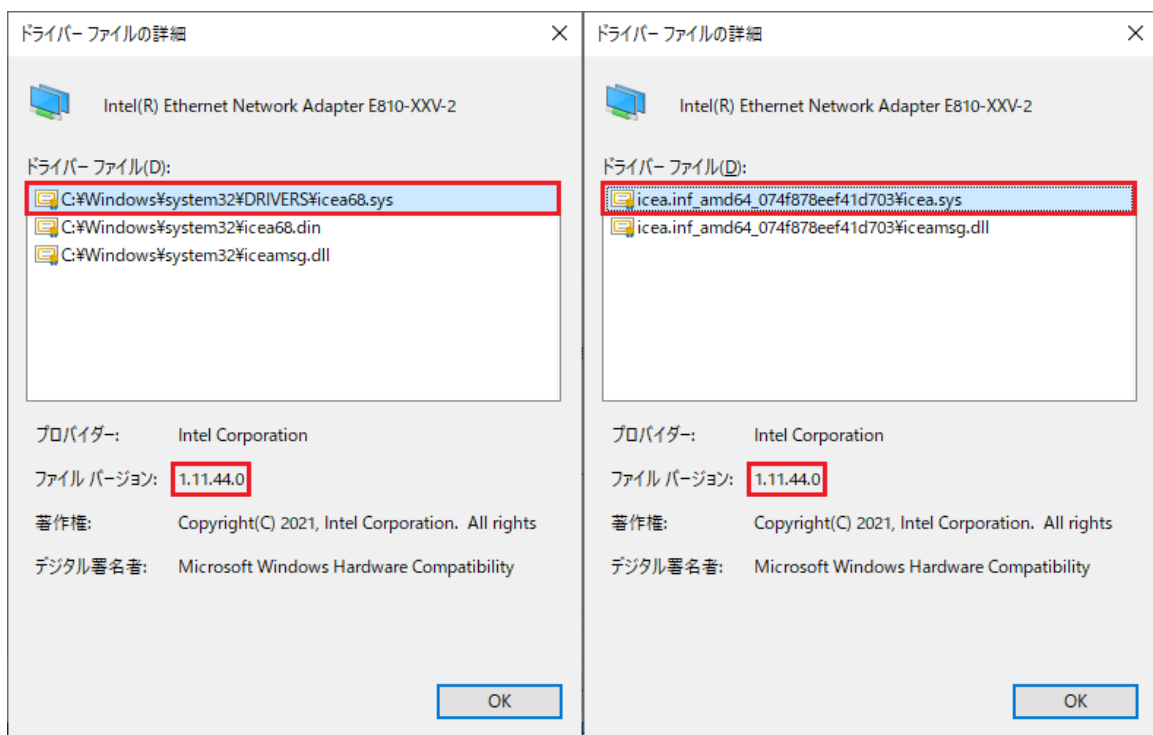 ドライバー ファイルの詳細
Intel(R) Ethernet Network Adapter E810-XXV-2
ドライバー ファイル(D):
C:¥Windows¥system32¥DRIVERS¥icea68.sys
C:¥Windows¥system32¥icea68.din
C:¥Windows¥system32¥iceamsg.dll
プロバイダー: Intel Corporation
ファイル バージョン: 1.11.44.0
著作権: Copyright(C) 2021, Intel Corporation. All rights
デジタル署名者: Microsoft Windows Hardware Compatibility
OK
ドライバー ファイルの詳細
Intel(R) Ethernet Network Adapter E810-XXV-2
ドライバー ファイル(D):
icea.inf_amd64_074f878eef41d703¥icea.sys
icea.inf_amd64_074f878eef41d703¥iceamsg.dll
プロバイダー: Intel Corporation
ファイル バージョン: 1.11.44.0
著作権: Copyright(C) 2021, Intel Corporation. All rights
デジタル署名者: Microsoft Windows Hardware Compatibility
OK